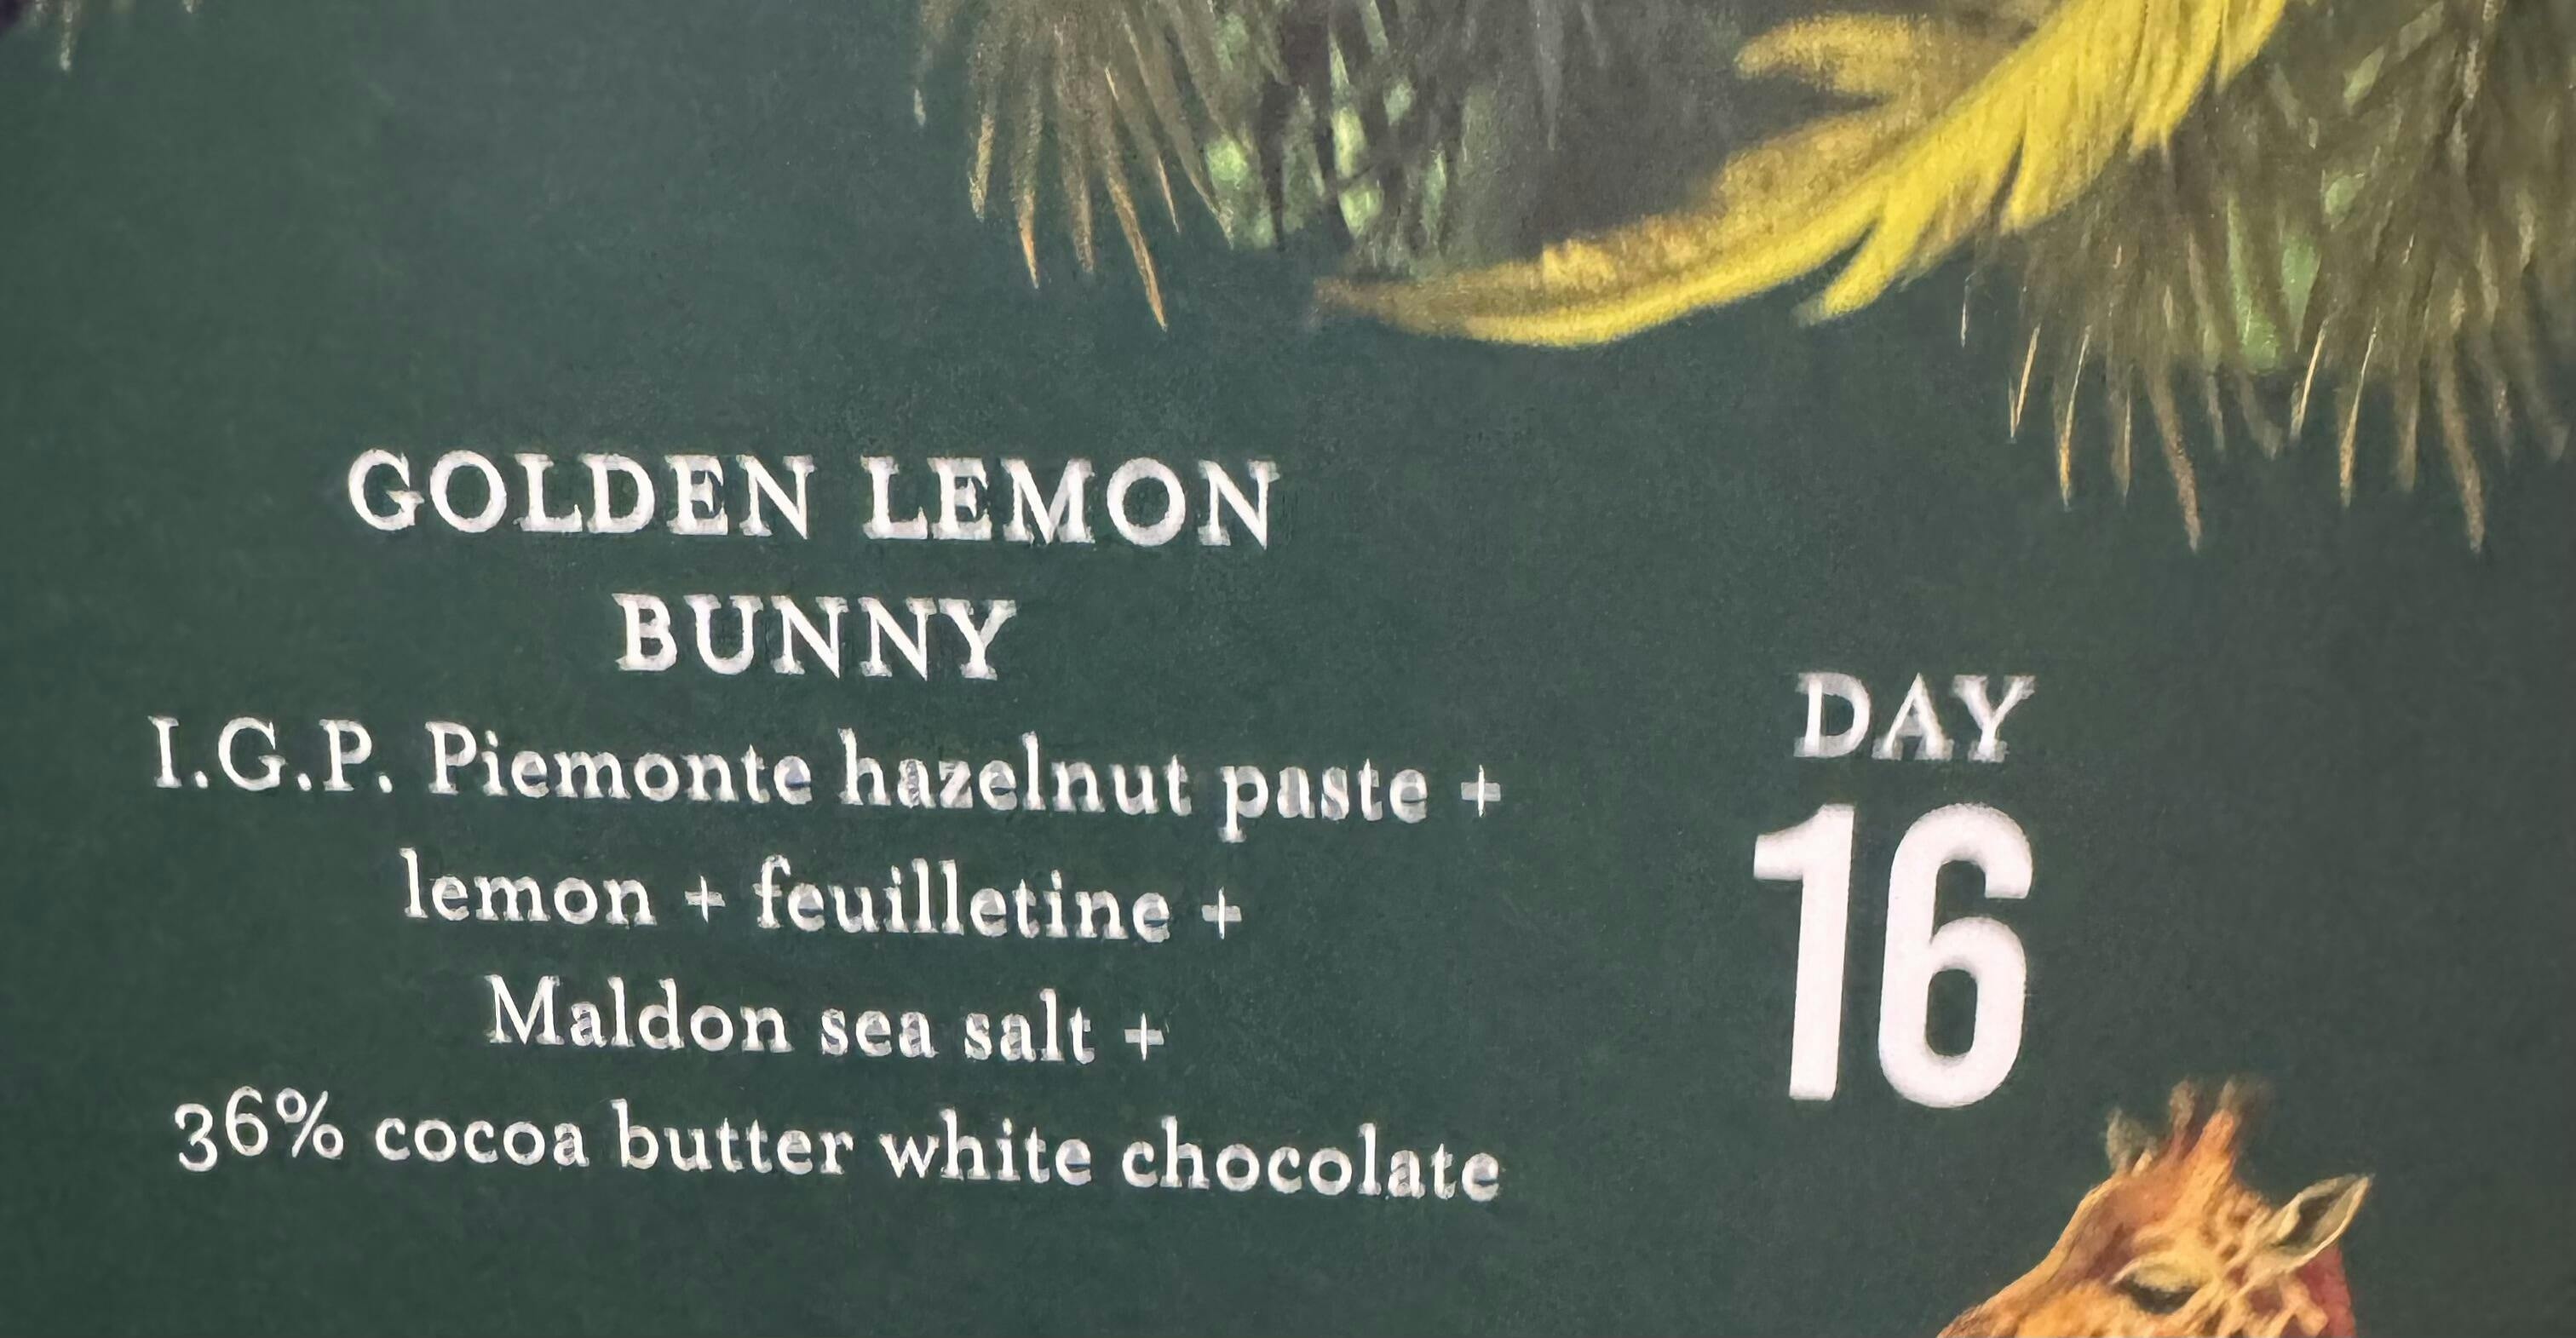 GOLDEN LEMON
BUNNY
I.G.P. Piemonte hazelnut paste +
lemon + feuilletine +
Maldon sea salt +
36% cocoa butter white chocolate
DAY
16